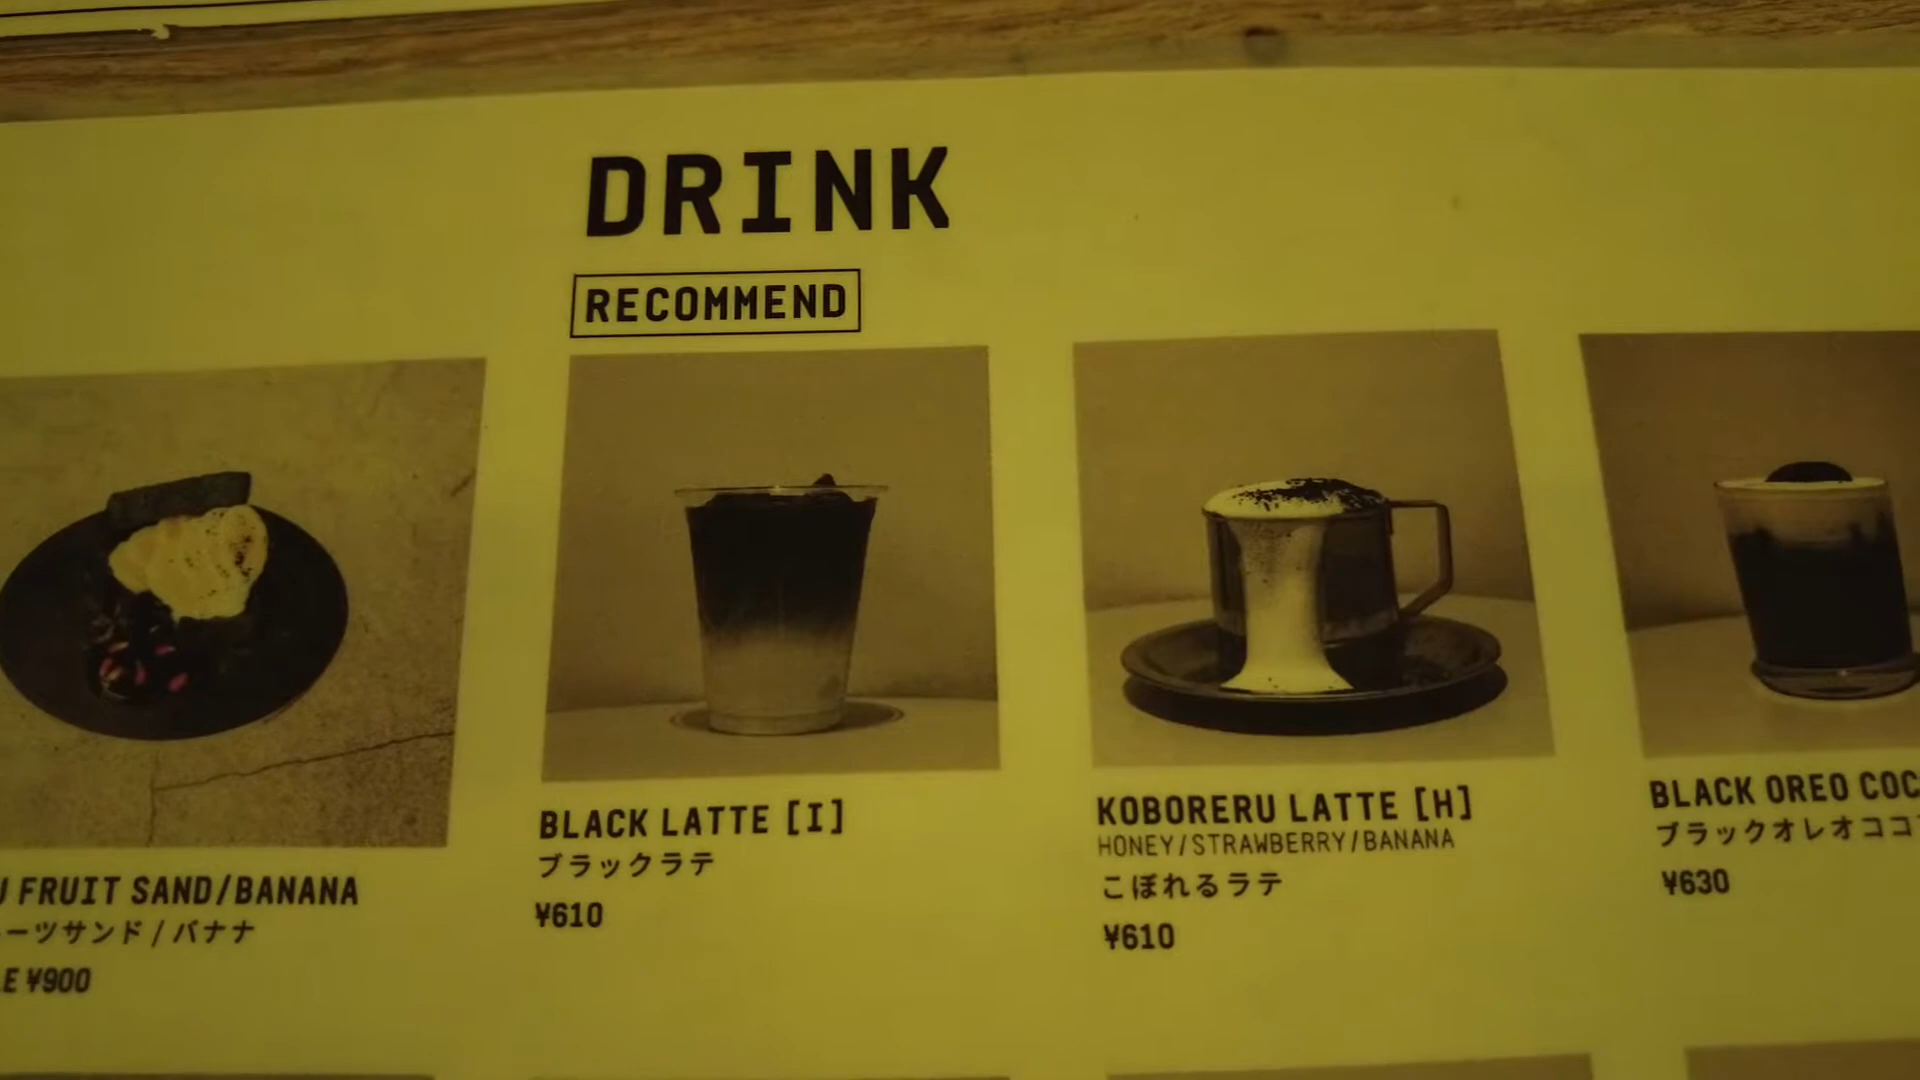 DRINK
RECOMMEND
FRUIT SAND/BANANA
ーツサンド / バナナ
¥900
BLACK LATTE [I]
ブラックラテ
¥610
KOBORERU LATTE [H]
HONEY/STRAWBERRY/BANANA
こぼれるラテ
¥610
BLACK OREO COC
ブラックオレオココ
¥630